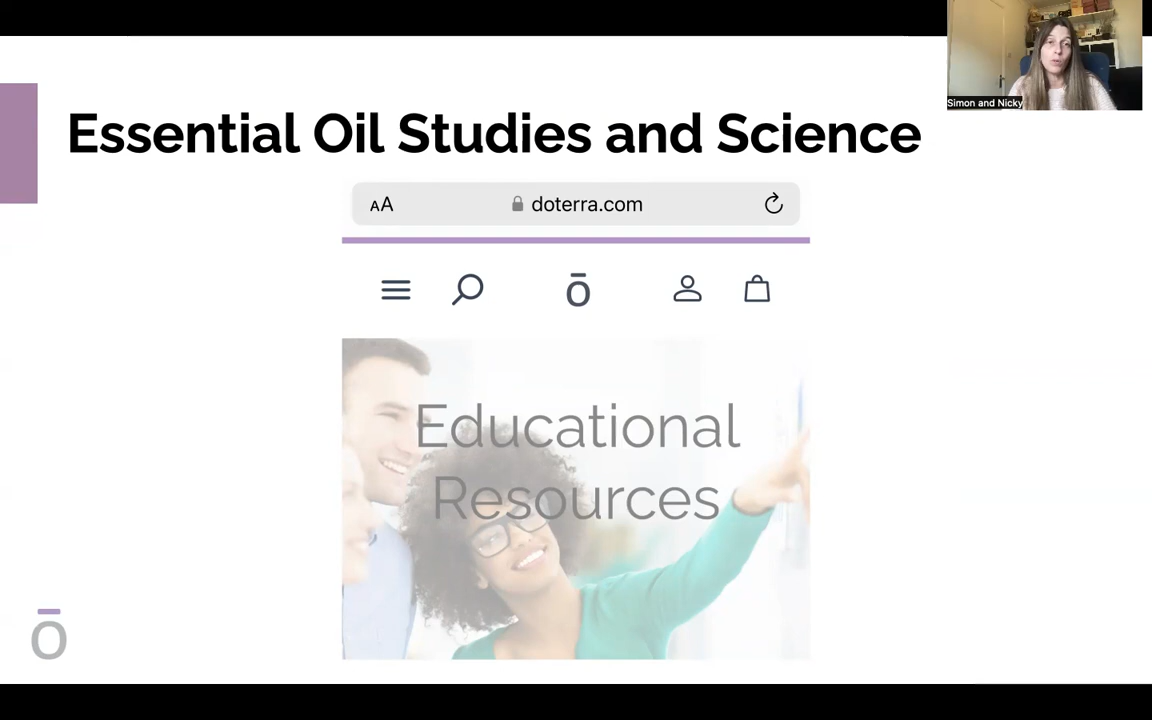 Simon and Nicky
Essential Oil Studies and Science
AA
doterra.com
ō
Educational
Resources
ō